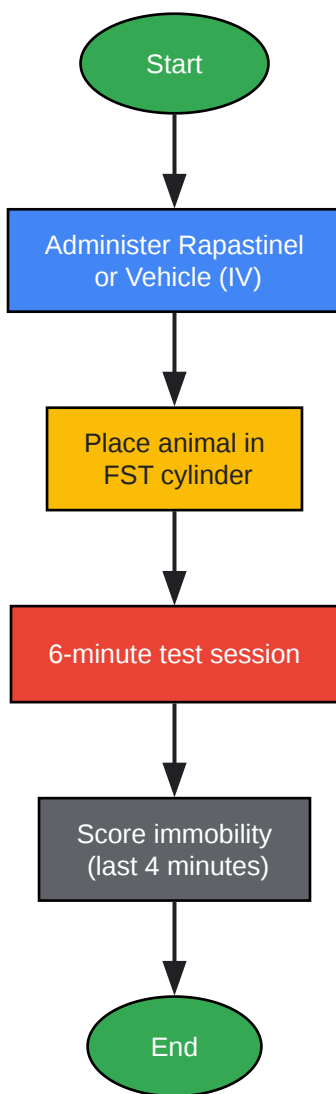 Start
Administer Rapastinel
or Vehicle (IV)
Place animal in
FST cylinder
6-minute test session
Score immobility
(last 4 minutes)
End